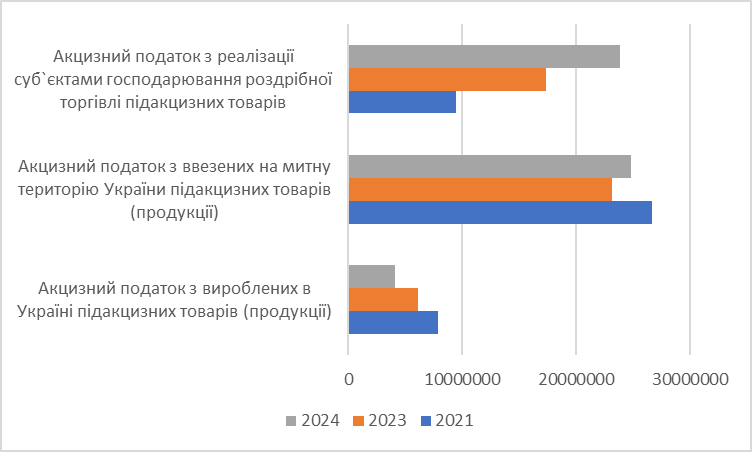 Акцизний податок з реалізації
суб`єктами господарювання роздрібної
торгівлі підакцизних товарів
Акцизний податок з ввезених на митну
територію України підакцизних товарів
(продукції)
Акцизний податок з вироблених в
Україні підакцизних товарів (продукції)
0 10000000 20000000 30000000
2024 2023 2021